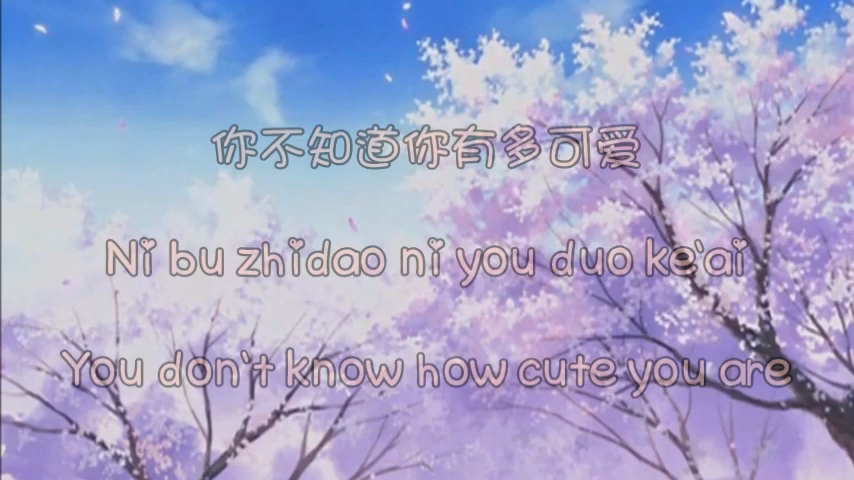 你不知道你有多可爱
Ni bu zhidao ni you duo ke'ai
You don't know how cute you are